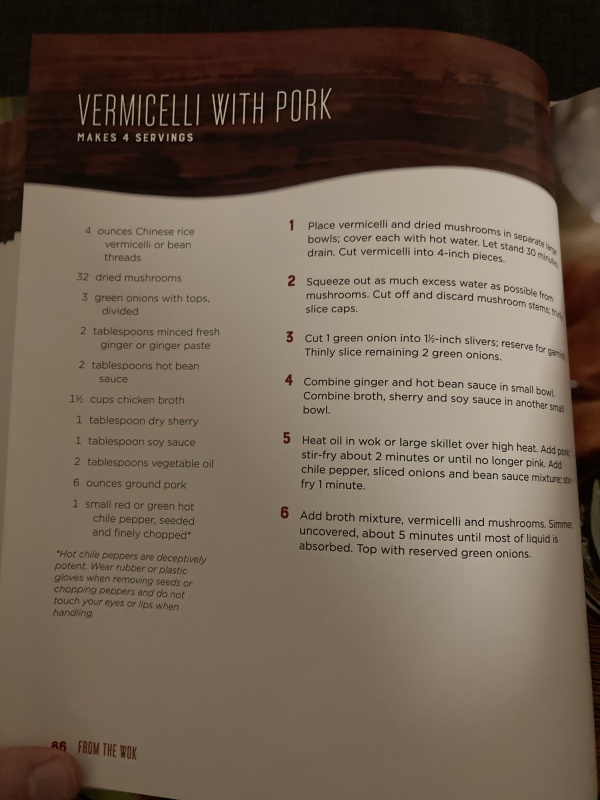 VERMICELLI WITH PORK
MAKES 4 SERVINGS
4 ounces Chinese rice
vermicelli or bean
threads
32 dried mushrooms
3 green onions with tops,
divided
2 tablespoons minced fresh
ginger or ginger paste
2 tablespoons hot bean
sauce
1½ cups chicken broth
1 tablespoon dry sherry
1 tablespoon soy sauce
2 tablespoons vegetable oil
6 ounces ground pork
1 small red or green hot
chile pepper, seeded
and finely chopped*
*Hot chile peppers are deceptively
potent. Wear rubber or plastic
gloves when removing seeds or
chopping peppers and do not
touch your eyes or lips when
handling.
1 Place vermicelli and dried mushrooms in separate large
bowls; cover each with hot water. Let stand 30 minutes;
drain. Cut vermicelli into 4-inch pieces.
2 Squeeze out as much excess water as possible from
mushrooms. Cut off and discard mushroom stems; thinly
slice caps.
3 Cut 1 green onion into 1½-inch slivers; reserve for garnish.
Thinly slice remaining 2 green onions.
4 Combine ginger and hot bean sauce in small bowl.
Combine broth, sherry and soy sauce in another small
bowl.
5 Heat oil in wok or large skillet over high heat. Add pork;
stir-fry about 2 minutes or until no longer pink. Add
chile pepper, sliced onions and bean sauce mixture; stir-
fry 1 minute.
6 Add broth mixture, vermicelli and mushrooms. Simmer,
uncovered, about 5 minutes until most of liquid is
absorbed. Top with reserved green onions.
66 FROM THE WOK